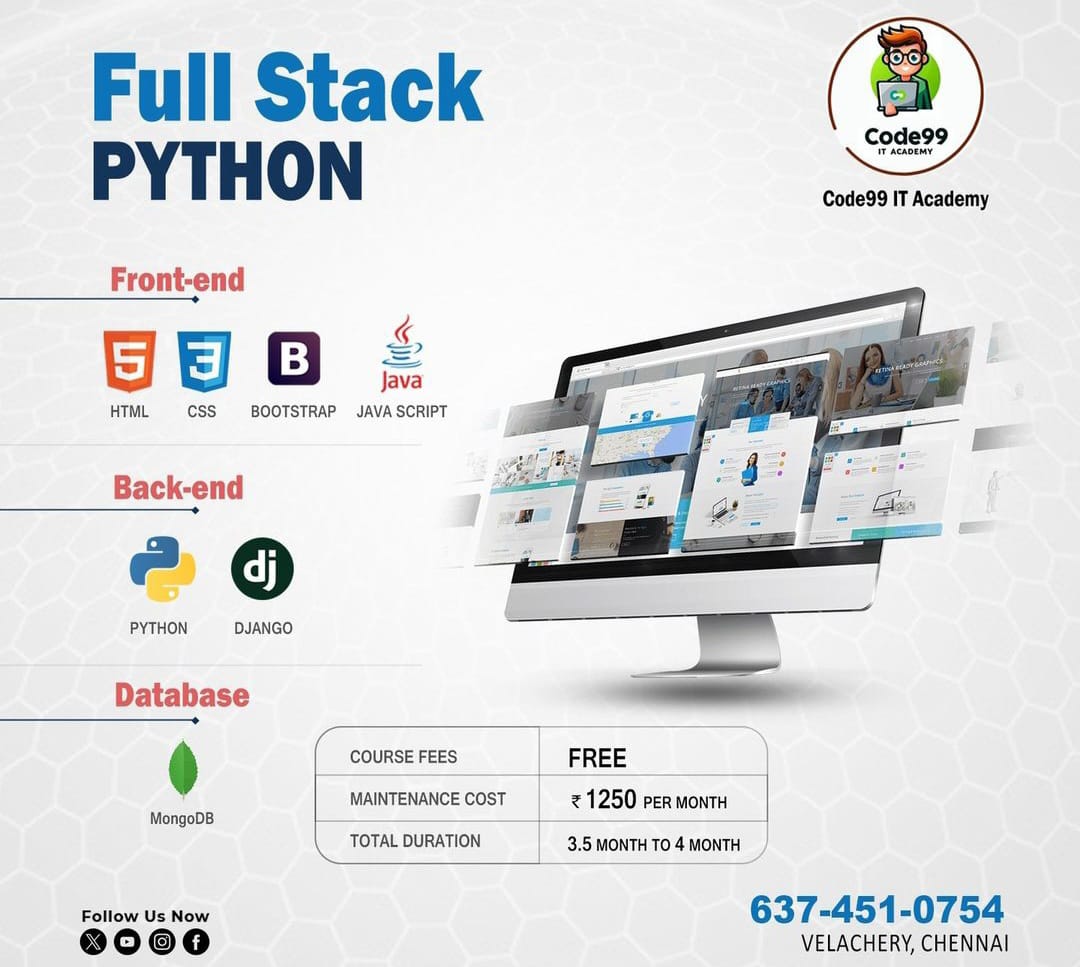 Full Stack
PYTHON
Code99
IT ACADEMY
Code99 IT Academy
Front-end
5
3
B
Java
HTML
CSS
BOOTSTRAP
JAVA SCRIPT
RETINA READY GRAPHICS
RETINA READY GRAPHICS
Back-end
dj
PYTHON
DJANGO
Database
MongoDB
COURSE FEES
FREE
MAINTENANCE COST
₹ 1250 PER MONTH
TOTAL DURATION
3.5 MONTH TO 4 MONTH
Follow Us Now
637-451-0754
VELACHERY, CHENNAI